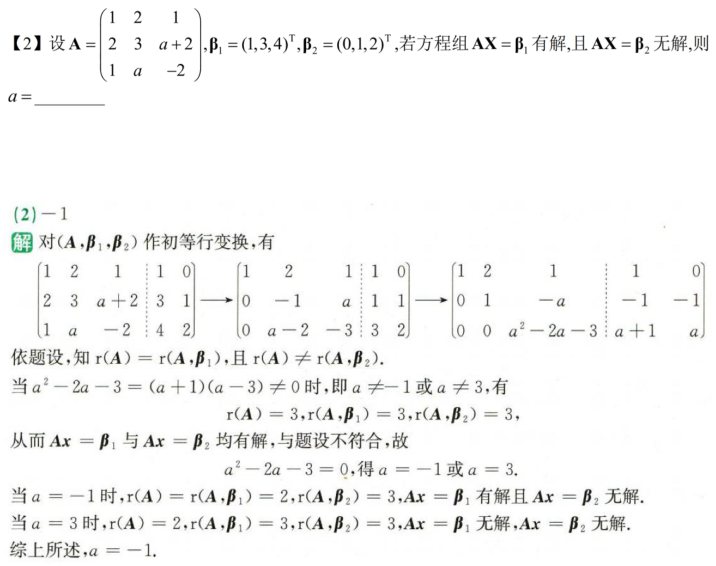 【2】设 A = (1 2 1; 2 3 a+2; 1 a −2), β₁ = (1,3,4)ᵀ, β₂ = (0,1,2)ᵀ, 若方程组 AX = β₁ 有解,且 AX = β₂ 无解,则
a = ________
(2) −1
解 对(A,β₁,β₂)作初等行变换,有
(1 2 1 ⋮ 1 0; 2 3 a+2 ⋮ 3 1; 1 a −2 ⋮ 4 2) → (1 2 1 ⋮ 1 0; 0 −1 a ⋮ 1 1; 0 a−2 −3 ⋮ 3 2) → (1 2 1 ⋮ 1 0; 0 1 −a ⋮ −1 −1; 0 0 a²−2a−3 ⋮ a+1 a)
依题设,知 r(A) = r(A,β₁),且 r(A) ≠ r(A,β₂).
当 a² − 2a − 3 = (a+1)(a−3) ≠ 0 时,即 a ≠ −1 或 a ≠ 3,有
r(A) = 3, r(A,β₁) = 3, r(A,β₂) = 3,
从而 Ax = β₁ 与 Ax = β₂ 均有解,与题设不符合,故
a² − 2a − 3 = 0,得 a = −1 或 a = 3.
当 a = −1 时,r(A) = r(A,β₁) = 2, r(A,β₂) = 3, Ax = β₁ 有解且 Ax = β₂ 无解.
当 a = 3 时,r(A) = 2, r(A,β₁) = 3, r(A,β₂) = 3, Ax = β₁ 无解, Ax = β₂ 无解.
综上所述,a = −1.